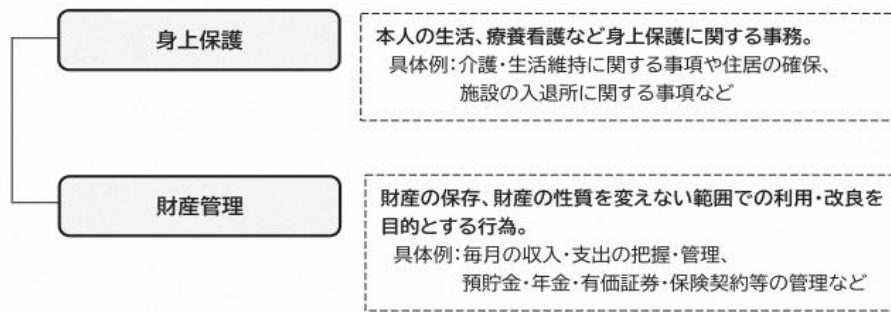 身上保護
本人の生活、療養看護など身上保護に関する事務。
具体例:介護・生活維持に関する事項や住居の確保、
施設の入退所に関する事項など
財産管理
財産の保存、財産の性質を変えない範囲での利用・改良を
目的とする行為。
具体例:毎月の収入・支出の把握・管理、
預貯金・年金・有価証券・保険契約等の管理など